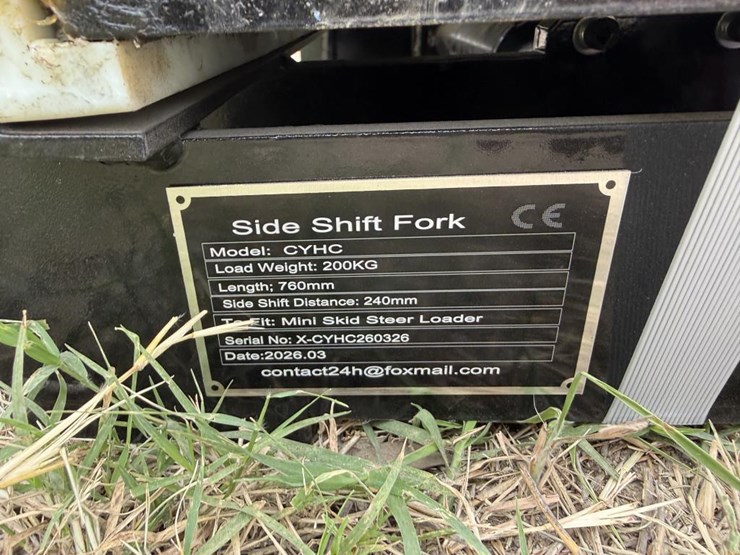 Side Shift Fork CE
Model: CYHC
Load Weight: 200KG
Length; 760mm
Side Shift Distance: 240mm
To Fit: Mini Skid Steer Loader
Serial No: X-CYHC260326
Date:2026.03
contact24h@foxmail.com